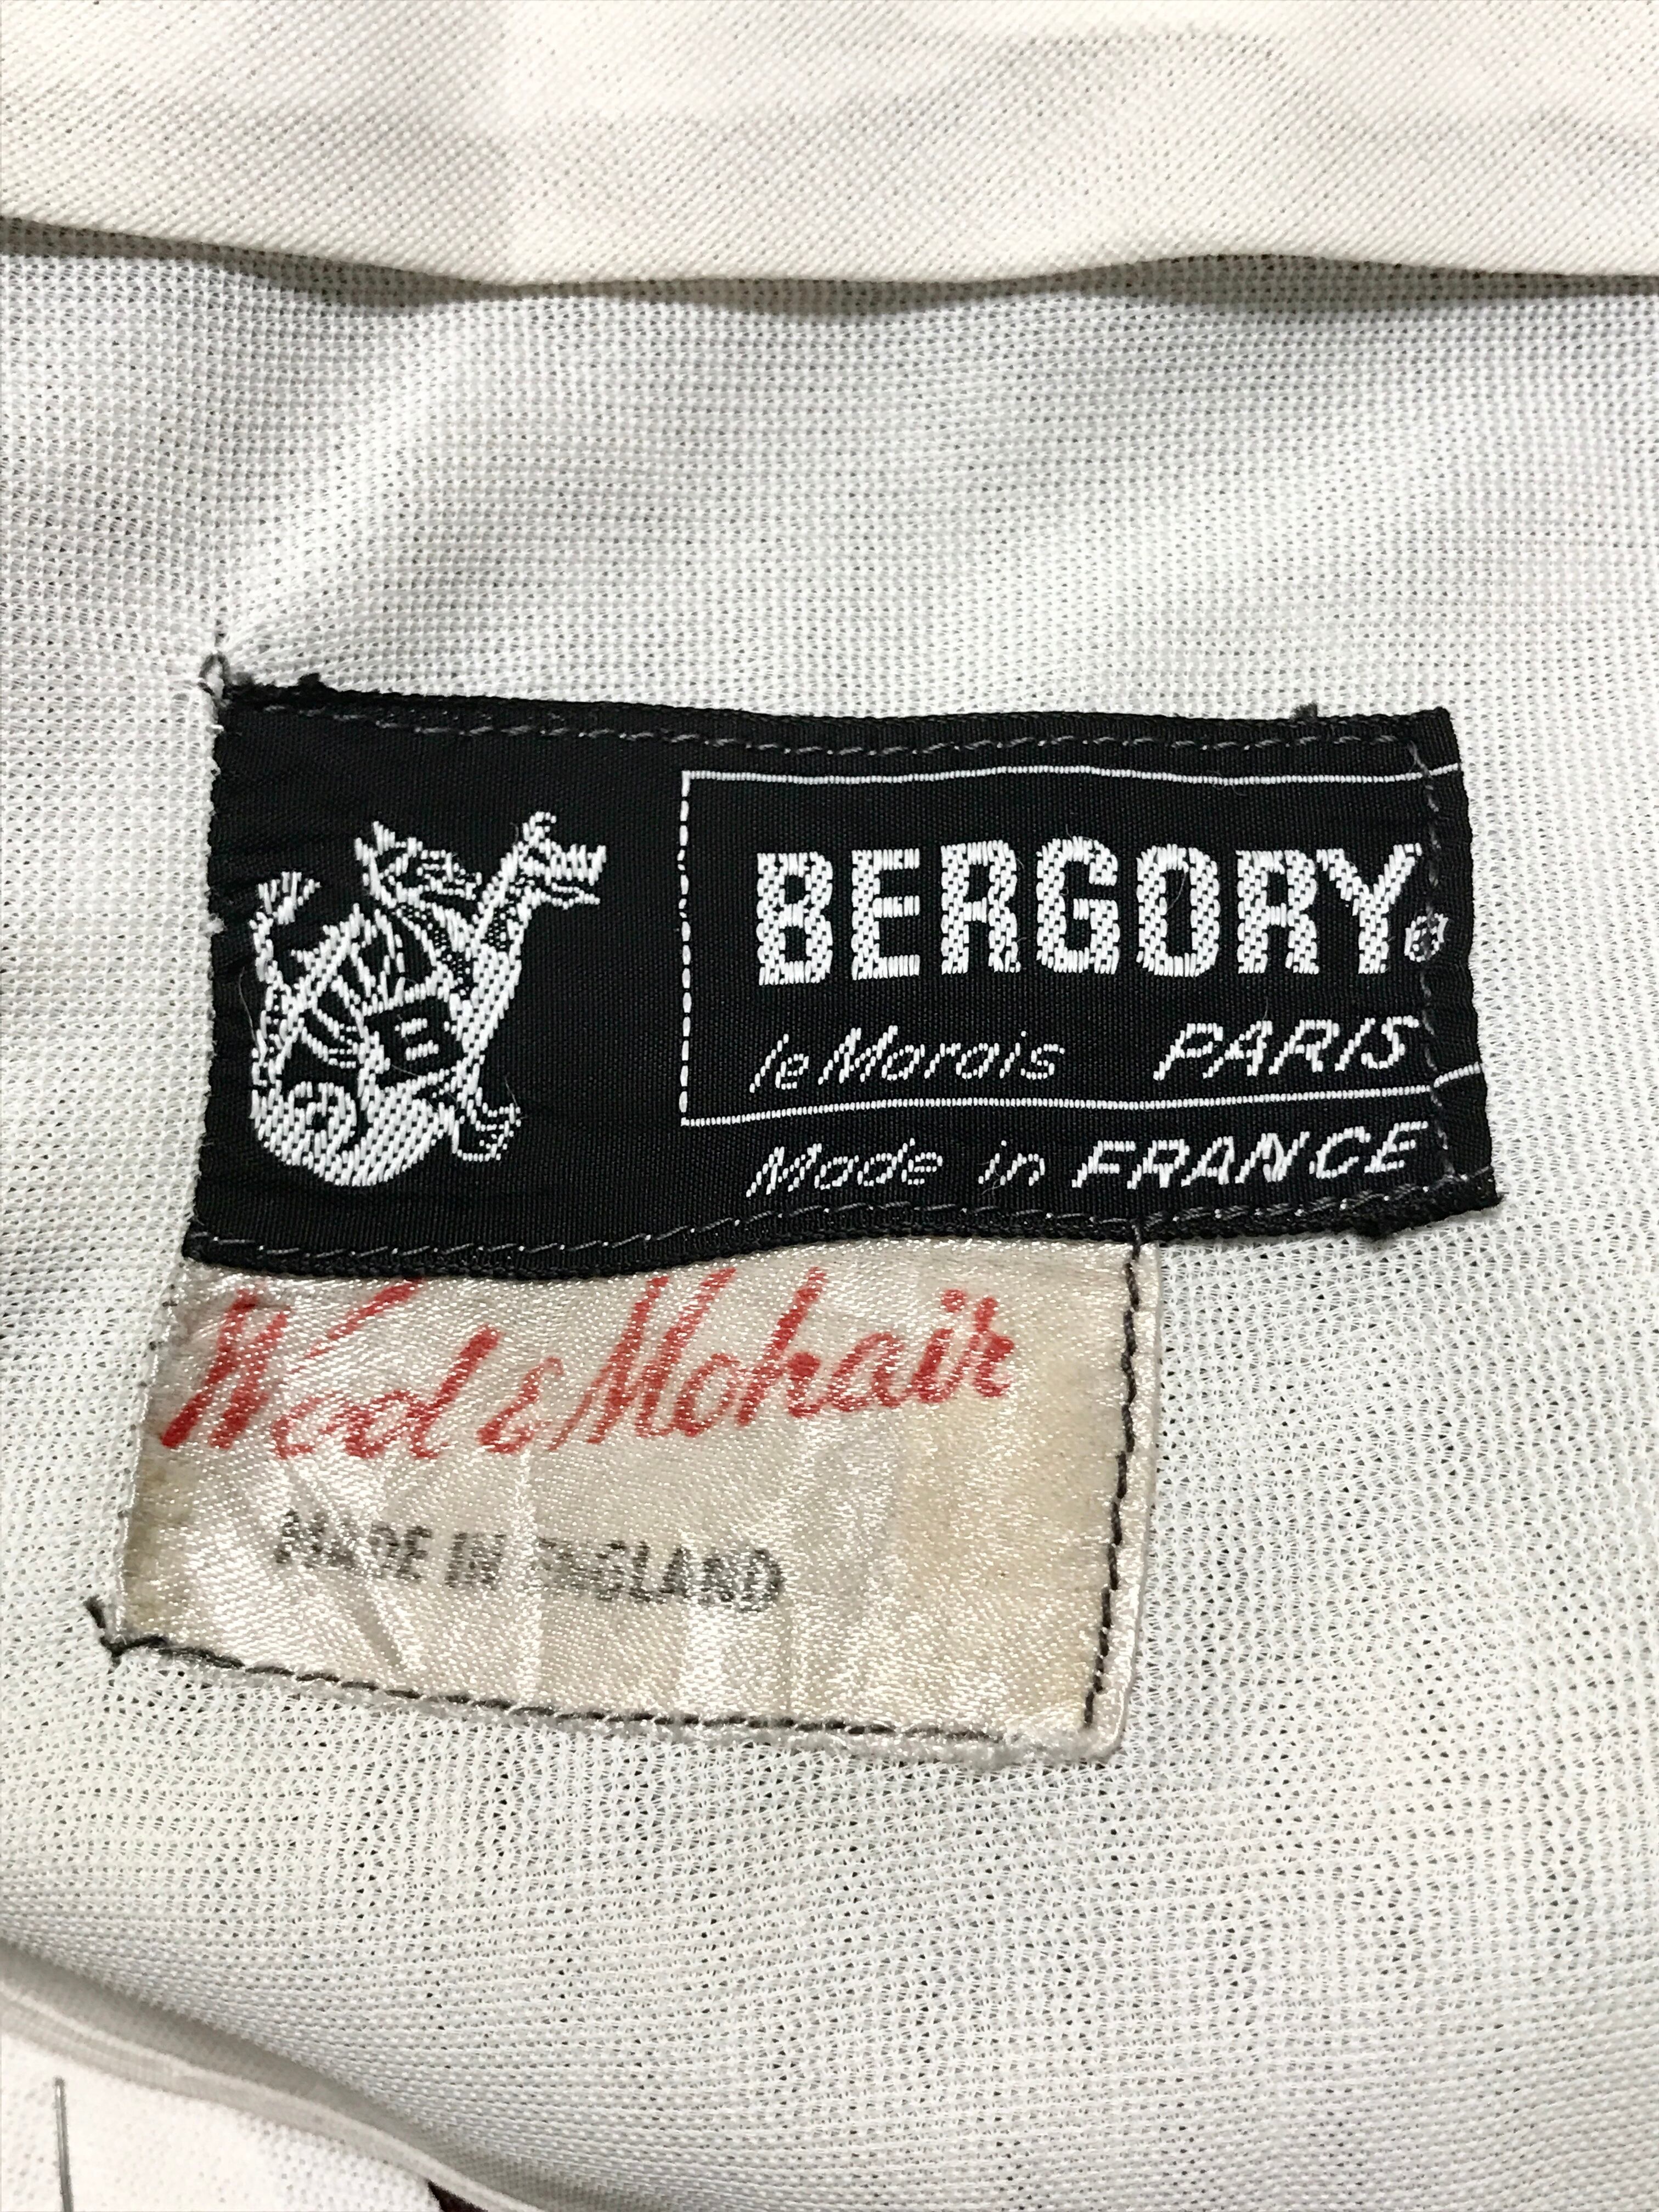 B
BERGORY®
le Marais PARIS
Made in FRANCE
Wool & Mohair
MADE IN ENGLAND